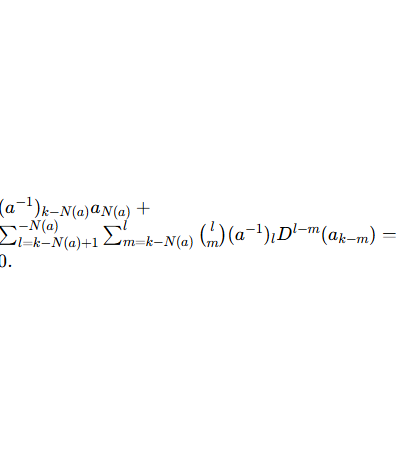 (a^{-1})_{k-N(a)}a_{N(a)} +
\sum_{l=k-N(a)+1}^{-N(a)} \sum_{m=k-N(a)}^{l} \binom{l}{m}(a^{-1})_l D^{l-m}(a_{k-m}) =
0.